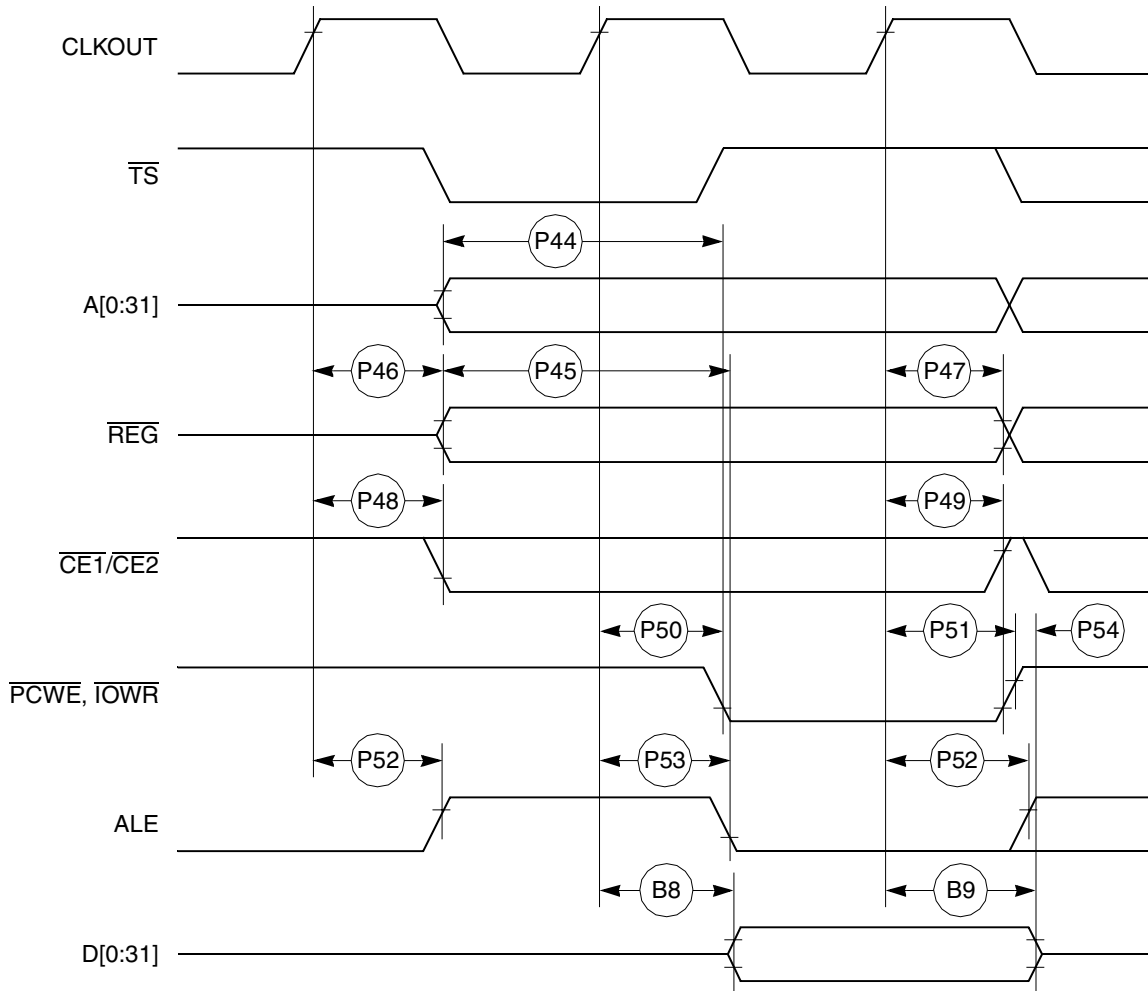 CLKOUT
TS
P44
A[0:31]
P46 P45 P47
REG
P48 P49
CE1/CE2
P50 P51 P54
PCWE, IOWR
P52 P53 P52
ALE
B8 B9
D[0:31]